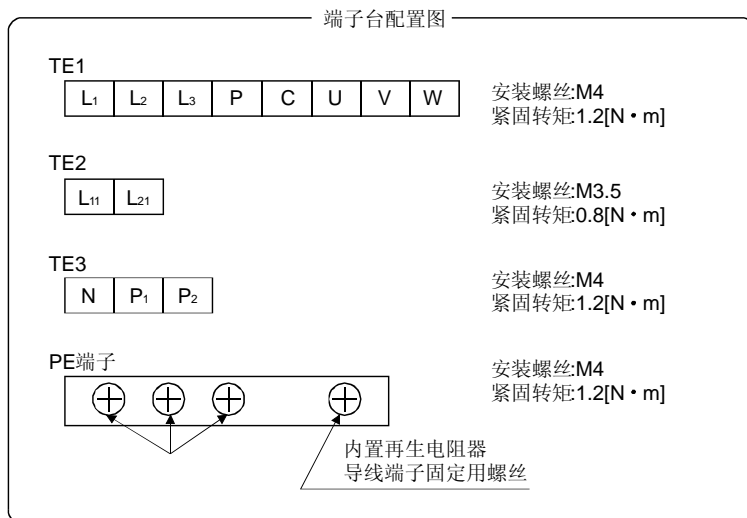 端子台配置图
TE1
L1 L2 L3 P C U V W
安装螺丝:M4
紧固转矩:1.2[N・m]
TE2
L11 L21
安装螺丝:M3.5
紧固转矩:0.8[N・m]
TE3
N P1 P2
安装螺丝:M4
紧固转矩:1.2[N・m]
PE端子
安装螺丝:M4
紧固转矩:1.2[N・m]
内置再生电阻器
导线端子固定用螺丝